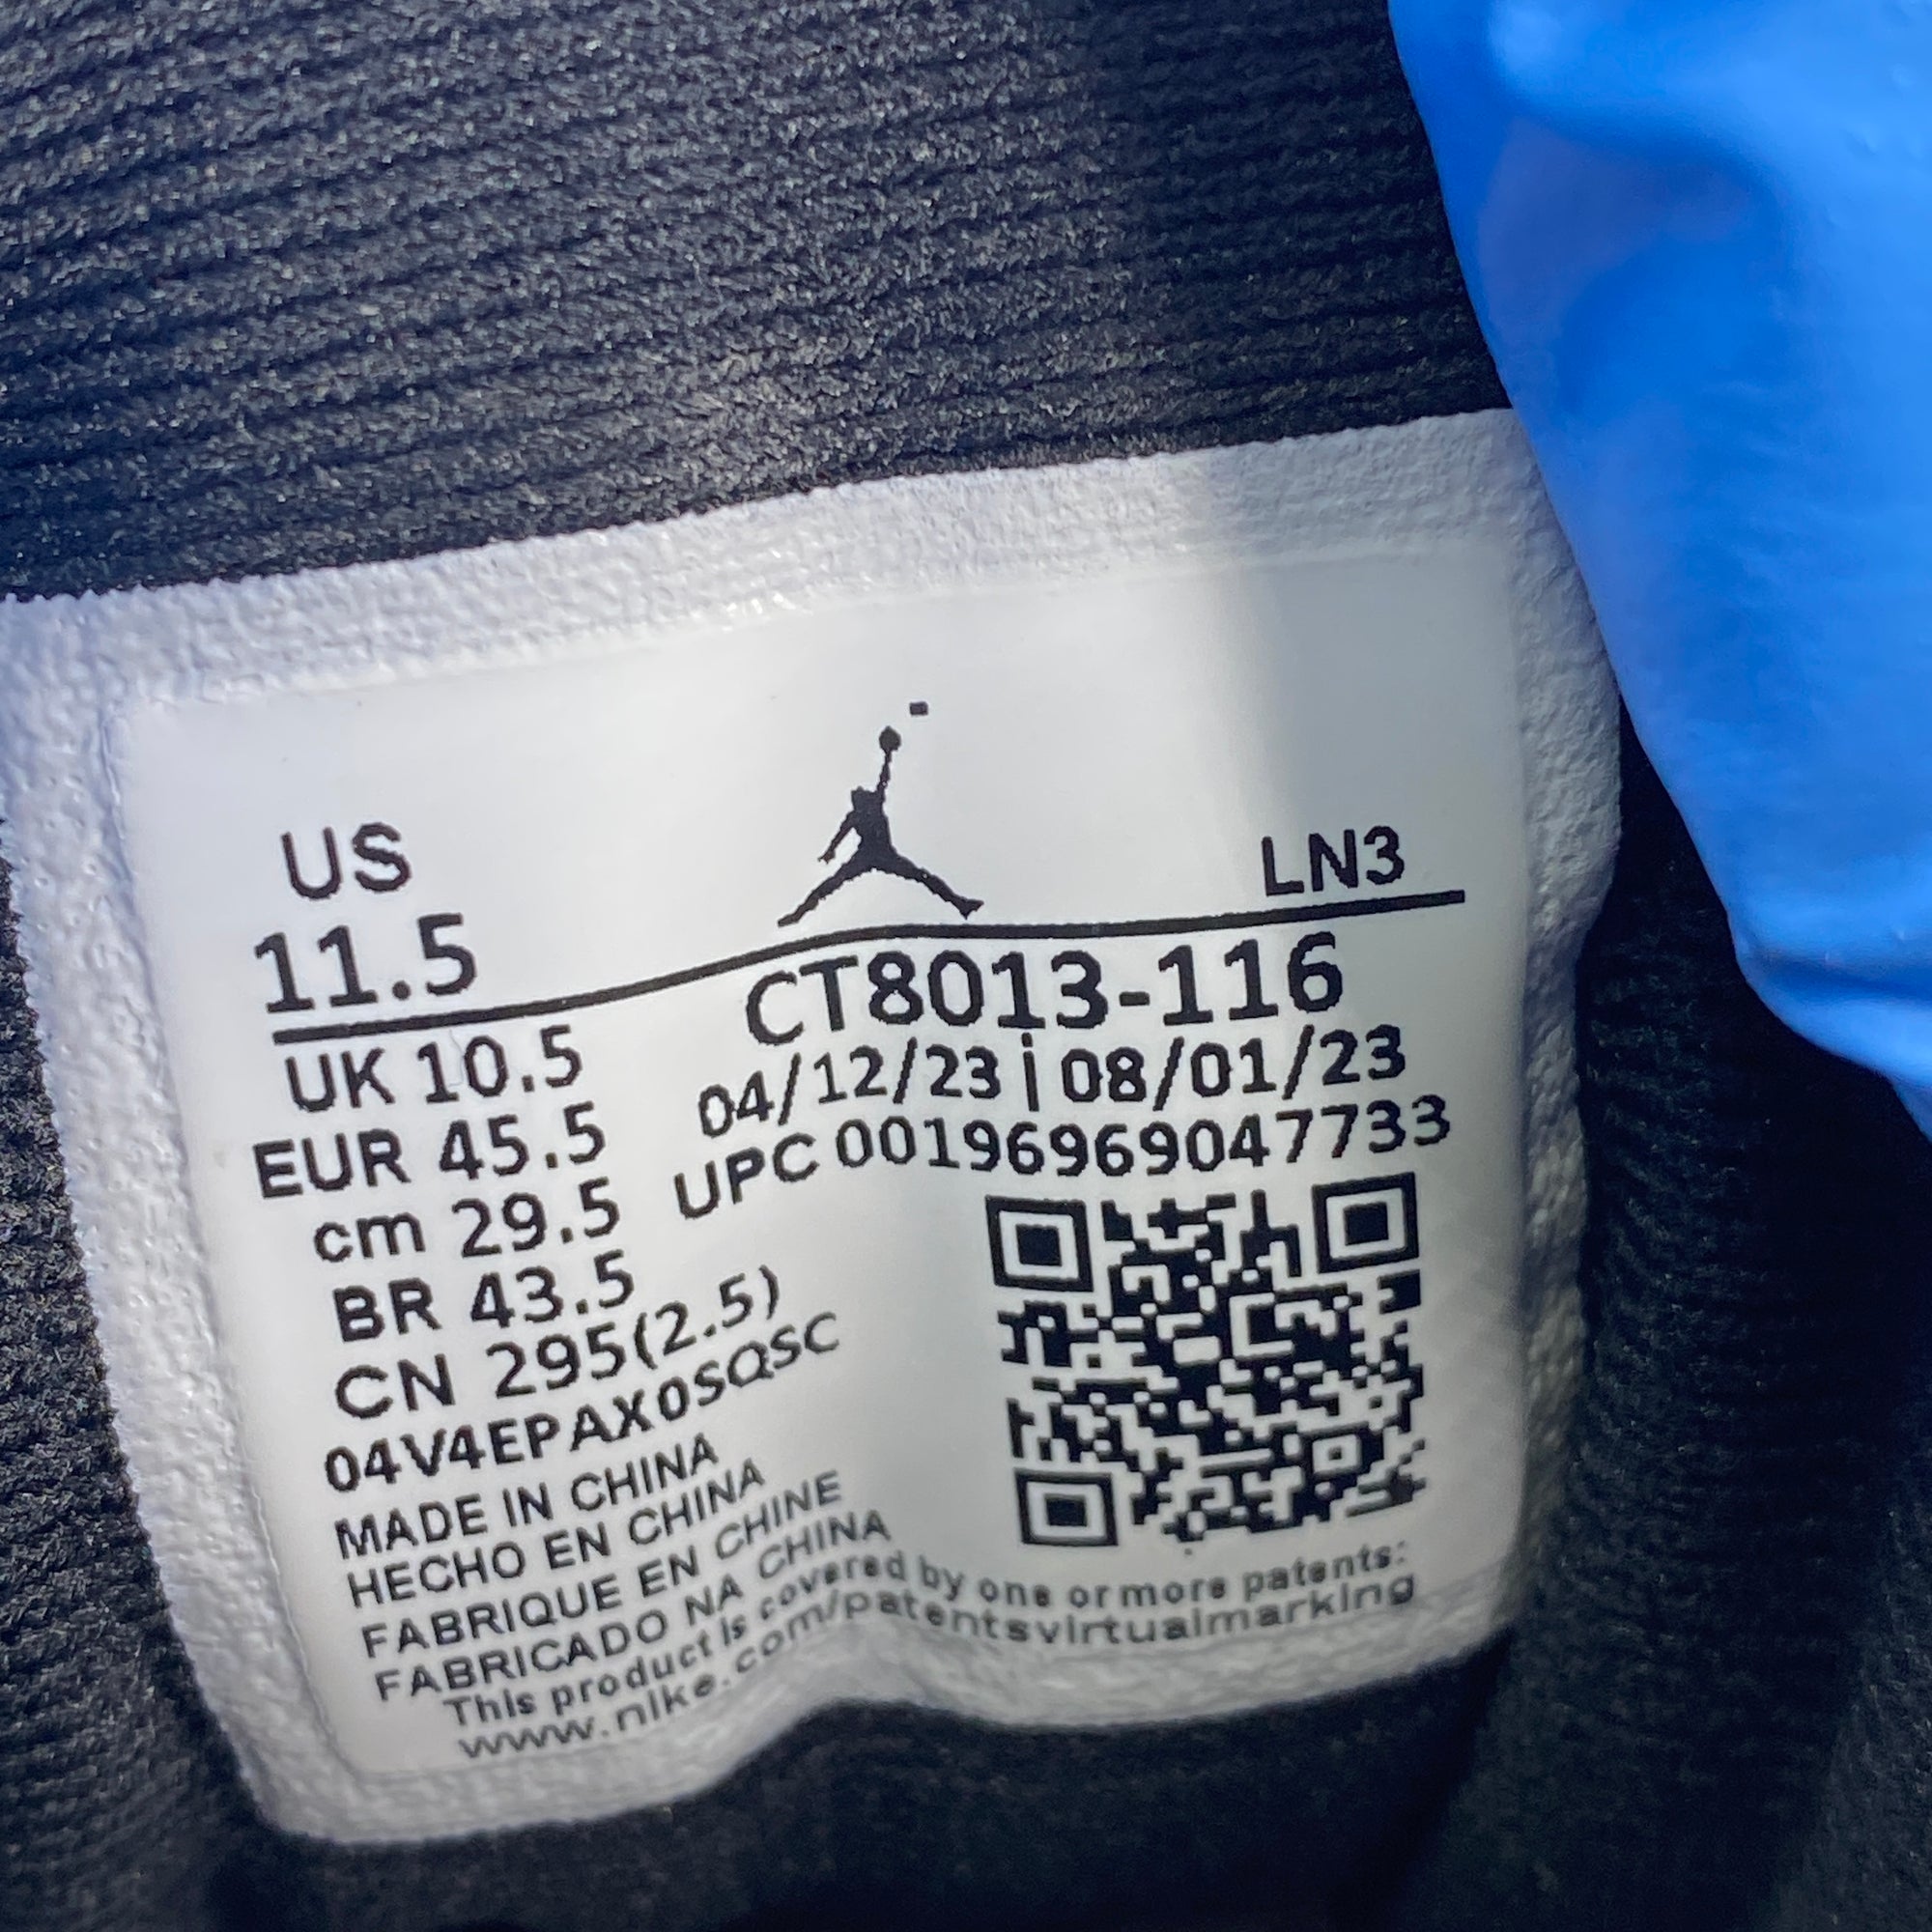 US
LN3
11.5
CT8013-116
UK 10.5
04/12/23 | 08/01/23
EUR 45.5
UPC 00196969047733
cm 29.5
BR 43.5
CN 295(2.5)
04V4EPAX0SQSC
MADE IN CHINA
HECHO EN CHINA
FABRIQUE EN CHINE
FABRICADO NA CHINA
This product is covered by one or more patents:
www.nike.com/patentsvirtualmarking